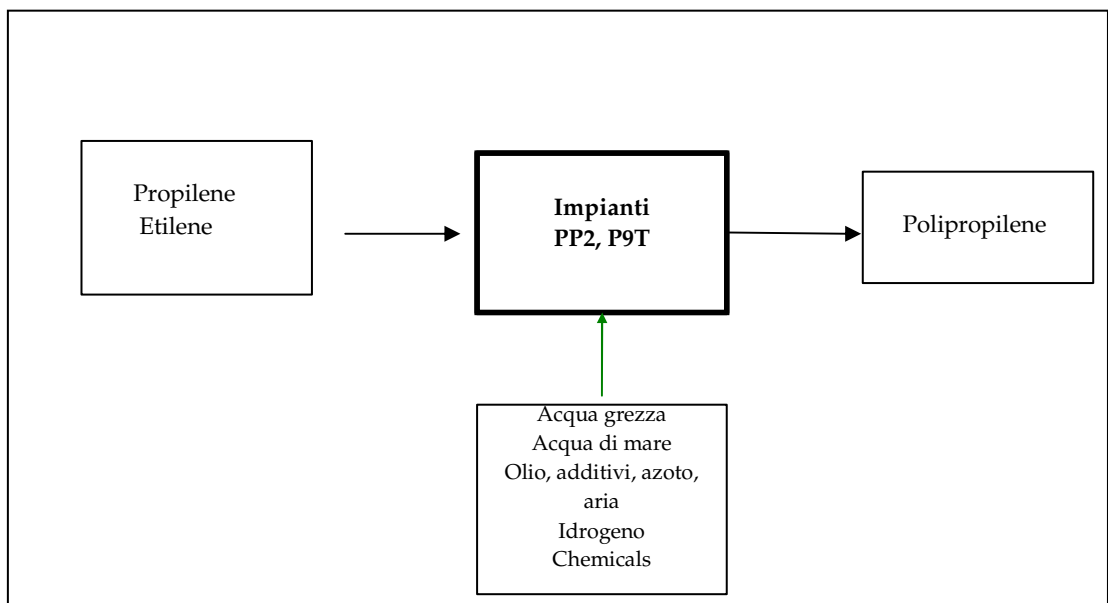 Propilene
Etilene
Impianti
PP2, P9T
Polipropilene
Acqua grezza
Acqua di mare
Olio, additivi, azoto,
aria
Idrogeno
Chemicals